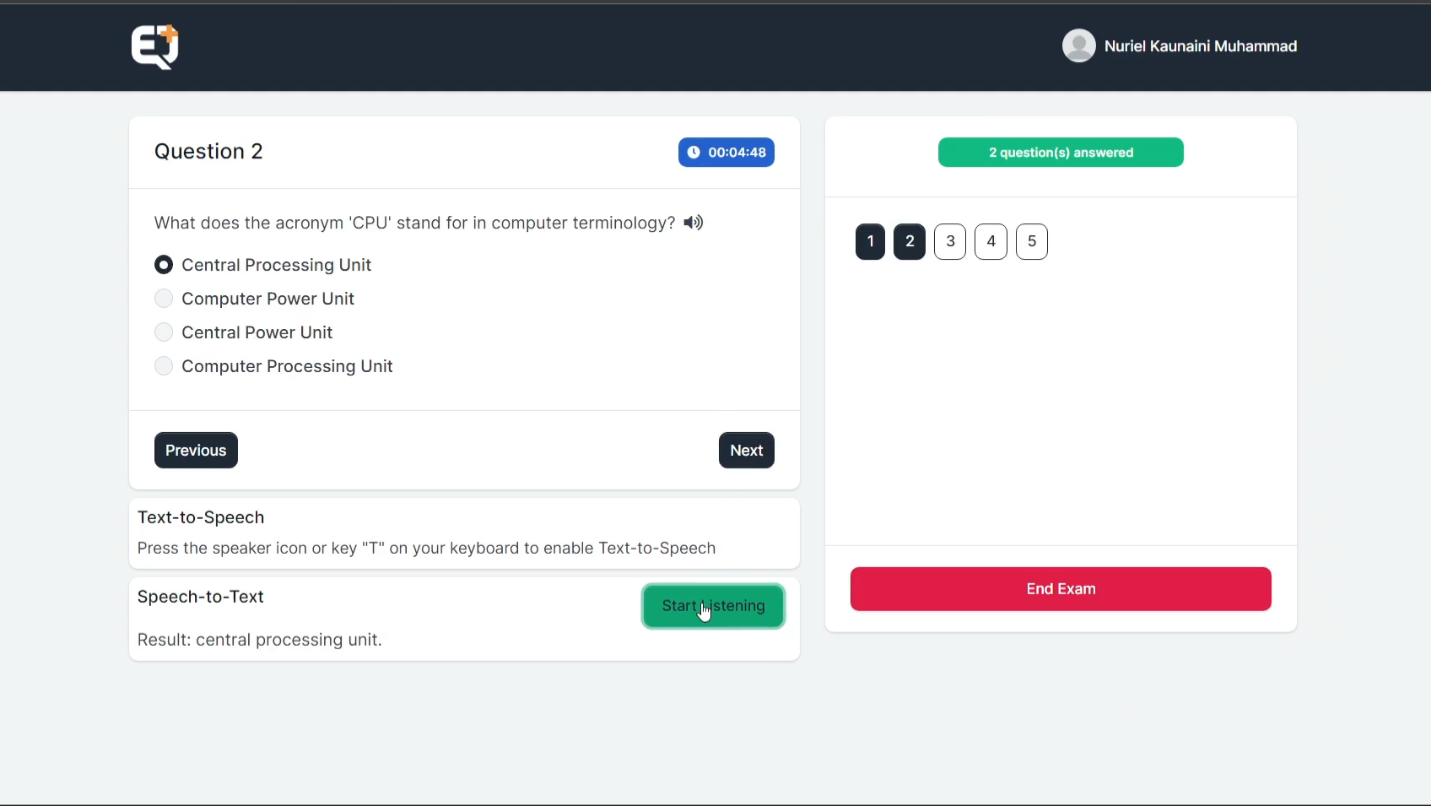 EQ+
Nuriel Kaunaini Muhammad
Question 2
00:04:48
What does the acronym 'CPU' stand for in computer terminology?
Central Processing Unit
Computer Power Unit
Central Power Unit
Computer Processing Unit
Previous
Next
Text-to-Speech
Press the speaker icon or key "T" on your keyboard to enable Text-to-Speech
Speech-to-Text
Start Listening
Result: central processing unit.
2 question(s) answered
1 2 3 4 5
End Exam